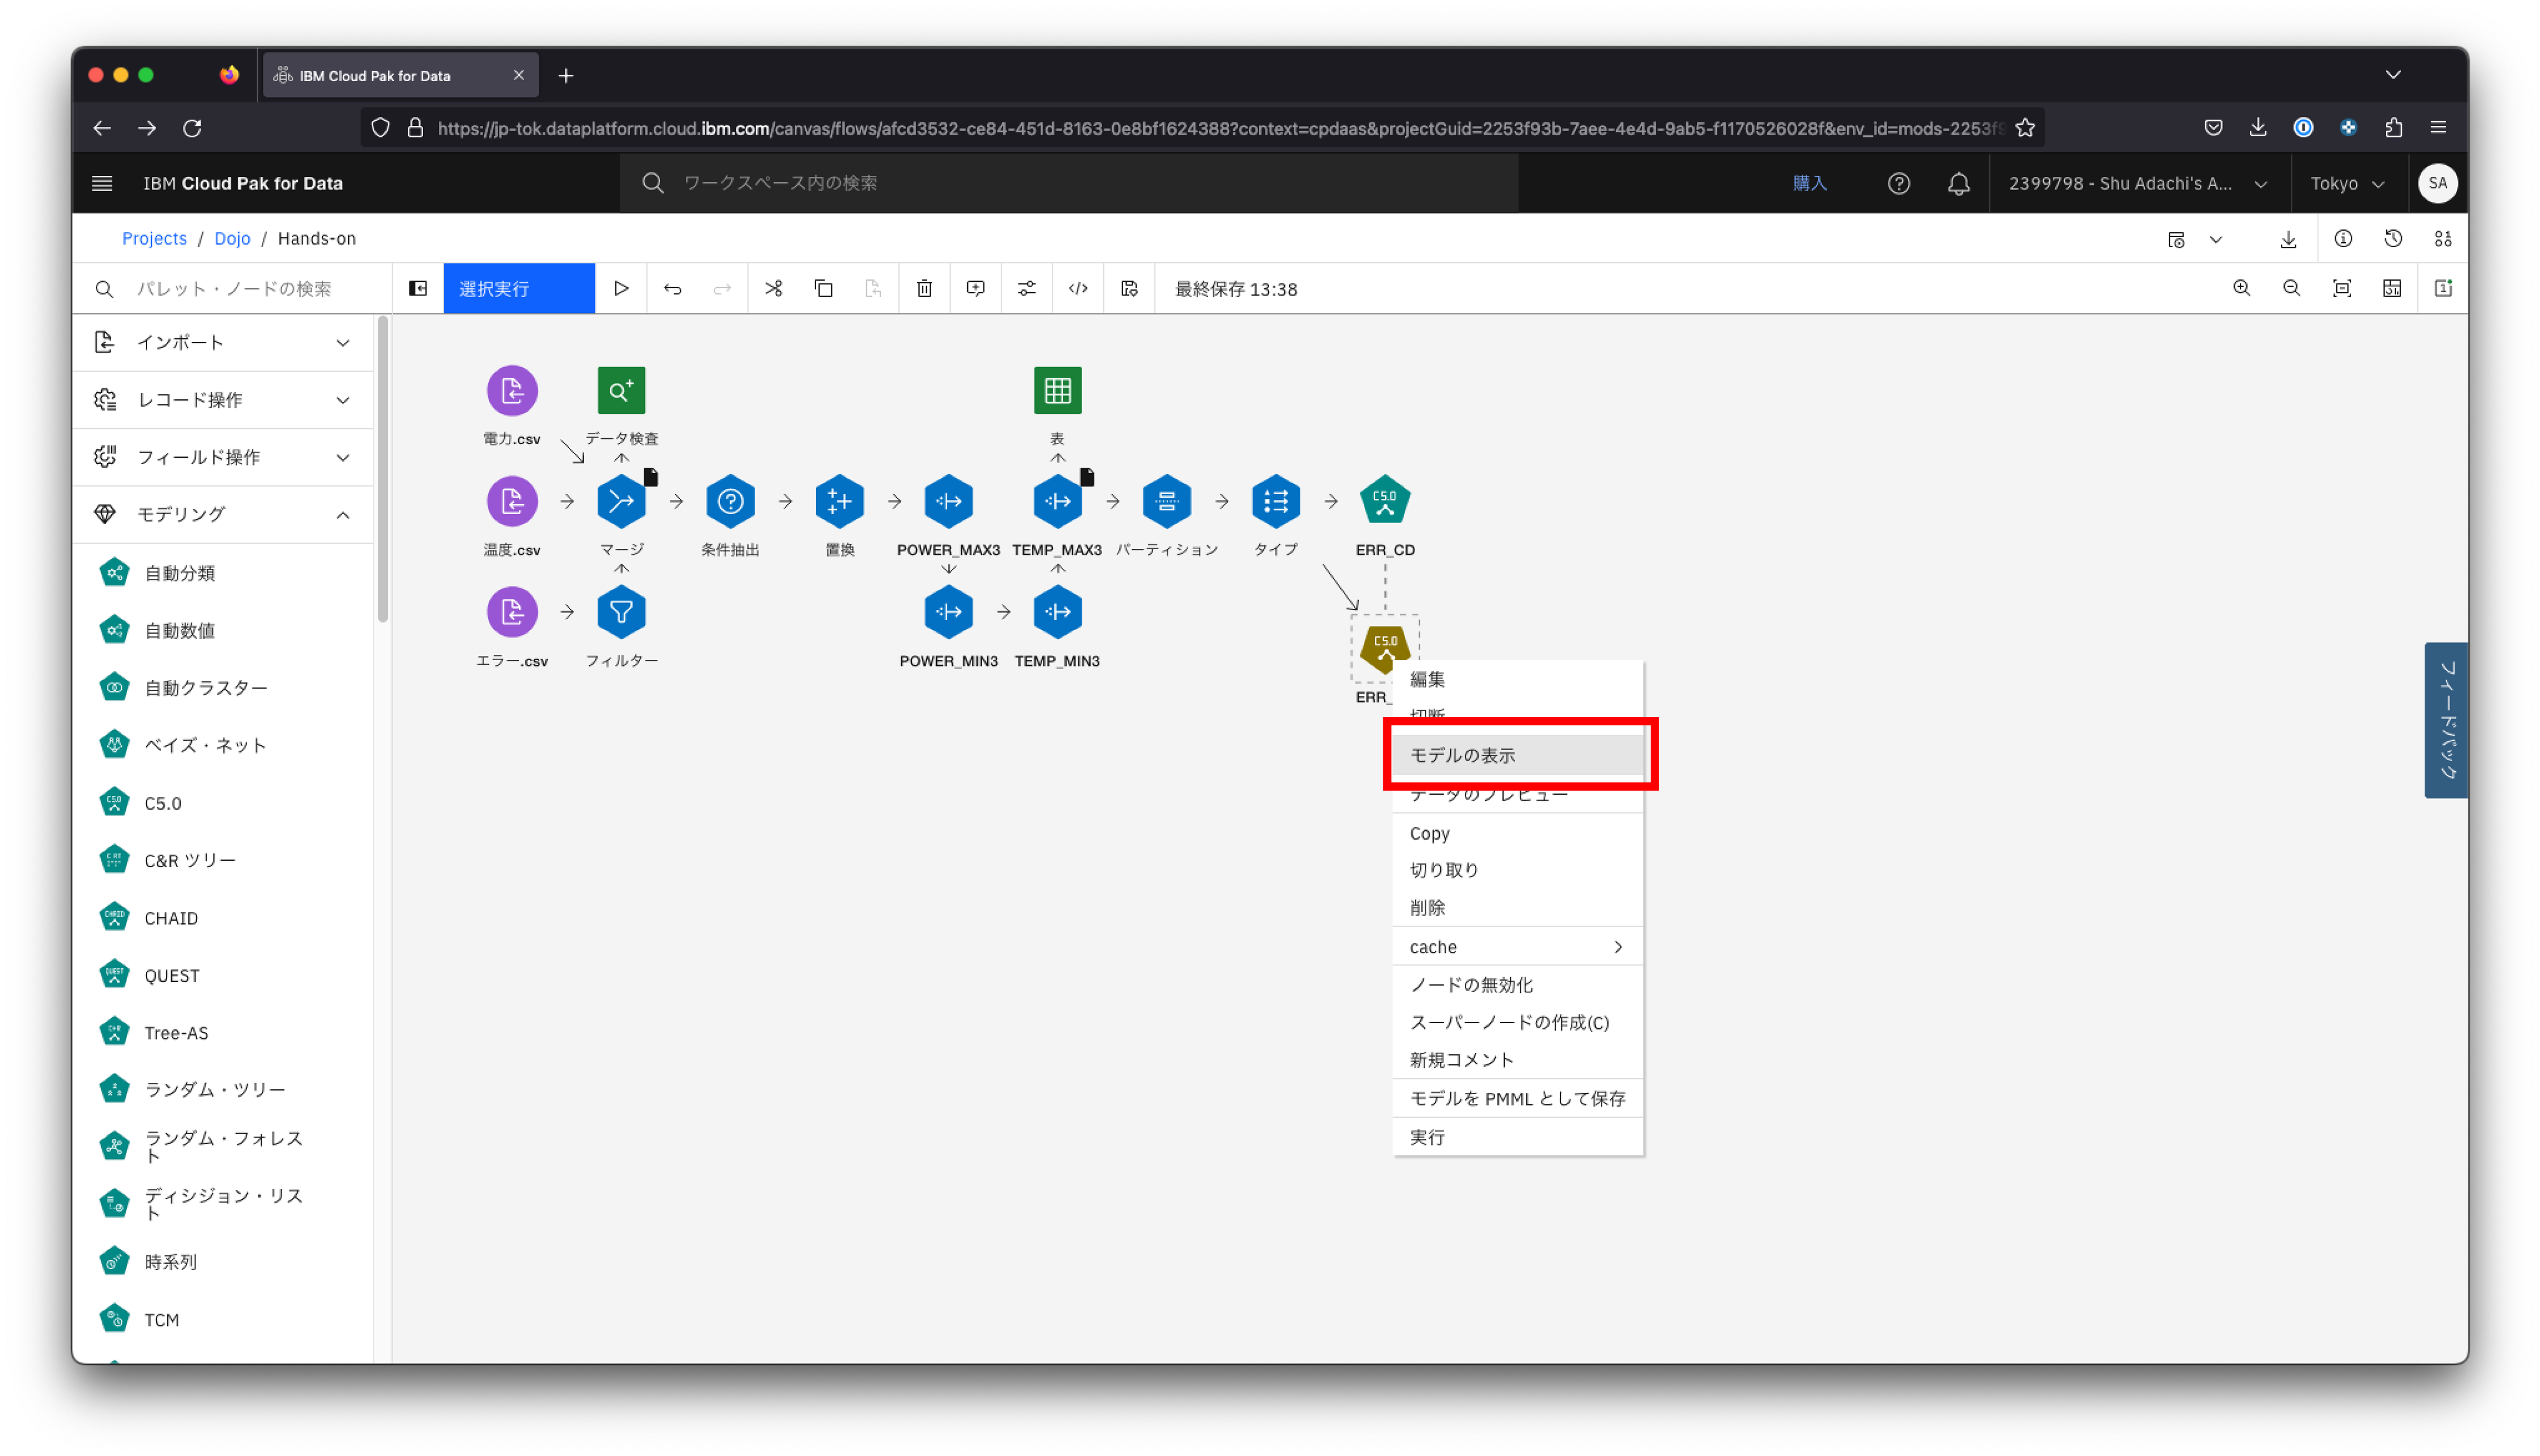 IBM Cloud Pak for Data
https://jp-tok.dataplatform.cloud.ibm.com/canvas/flows/afcd3532-ce84-451d-8163-0e8bf1624388?context=cpdaas&projectGuid=2253f93b-7aee-4e4d-9ab5-f1170526028f&env_id=mods-2253f9
IBM Cloud Pak for Data
ワークスペース内の検索
購入
2399798 - Shu Adachi's A...
Tokyo
SA
Projects / Dojo / Hands-on
パレット・ノードの検索
選択実行
最終保存 13:38
インポート
レコード操作
フィールド操作
モデリング
自動分類
自動数値
自動クラスター
ベイズ・ネット
C5.0
C&R ツリー
CHAID
QUEST
Tree-AS
ランダム・ツリー
ランダム・フォレス
ト
ディシジョン・リス
ト
時系列
TCM
電力.csv
データ検査
表
温度.csv
マージ
条件抽出
置換
POWER_MAX3
TEMP_MAX3
パーティション
タイプ
C5.0
ERR_CD
エラー.csv
フィルター
POWER_MIN3
TEMP_MIN3
C5.0
ERR_
編集
切断
モデルの表示
データのプレビュー
Copy
切り取り
削除
cache
ノードの無効化
スーパーノードの作成(C)
新規コメント
モデルを PMML として保存
実行
フィードバック